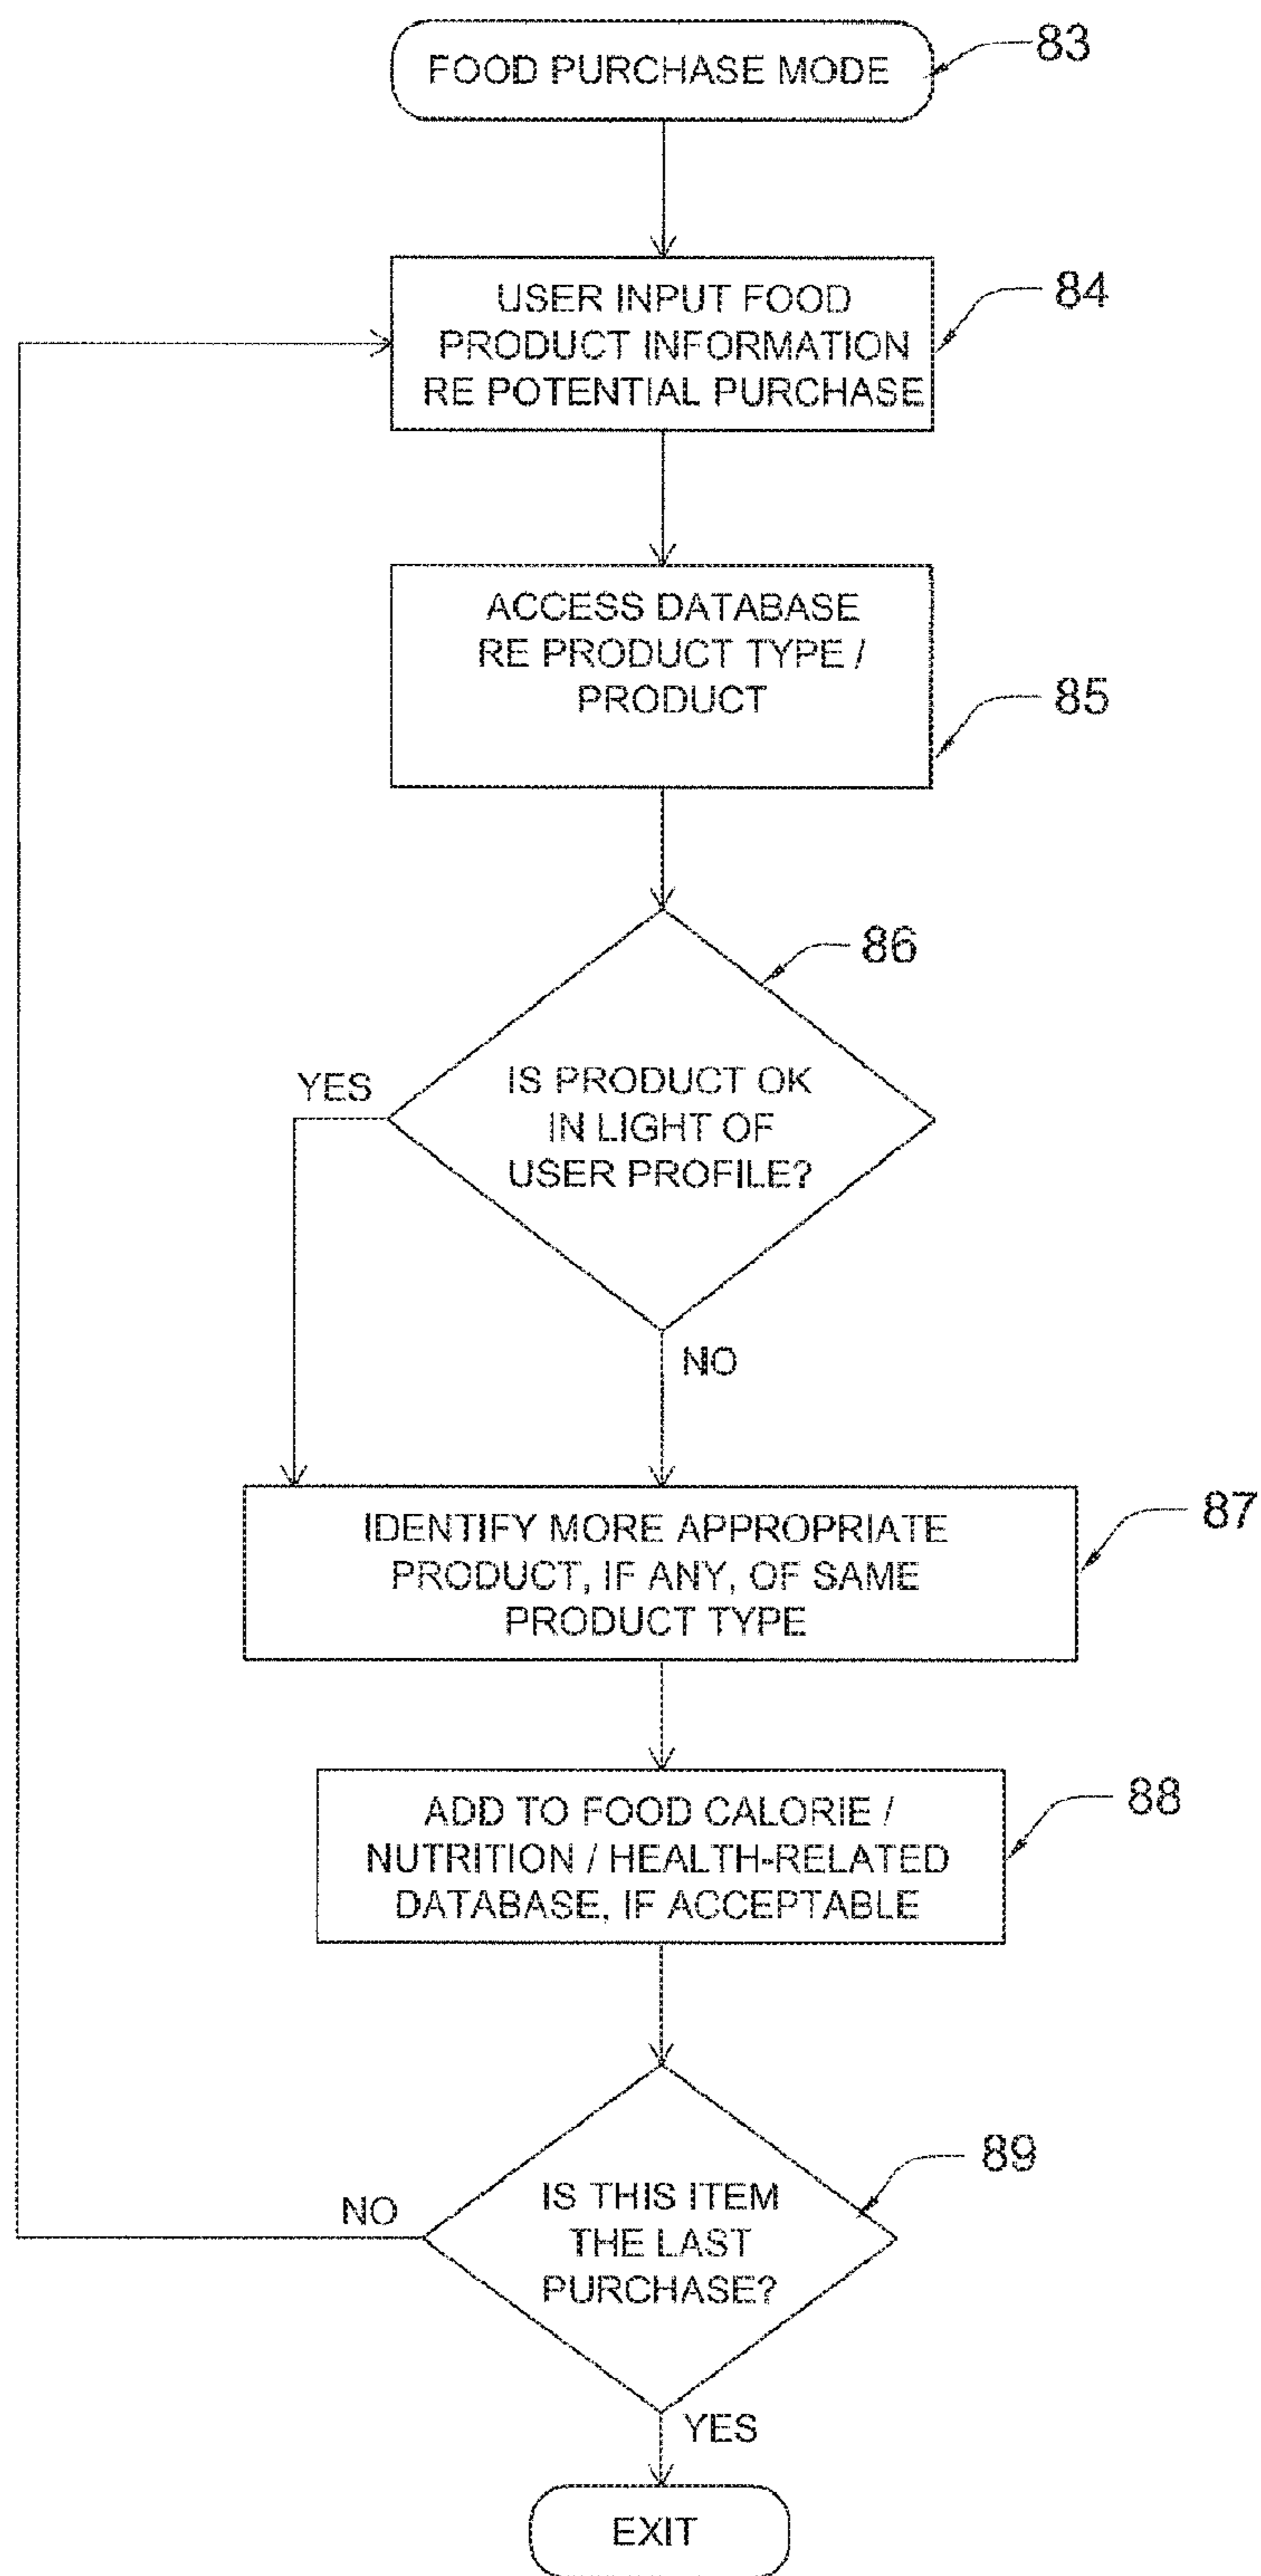 FOOD PURCHASE MODE
83
USER INPUT FOOD
PRODUCT INFORMATION
RE POTENTIAL PURCHASE
84
ACCESS DATABASE
RE PRODUCT TYPE /
PRODUCT
85
86
YES
IS PRODUCT OK
IN LIGHT OF
USER PROFILE?
NO
IDENTIFY MORE APPROPRIATE
PRODUCT, IF ANY, OF SAME
PRODUCT TYPE
87
ADD TO FOOD CALORIE /
NUTRITION / HEALTH-RELATED
DATABASE, IF ACCEPTABLE
88
89
NO
IS THIS ITEM
THE LAST
PURCHASE?
YES
EXIT